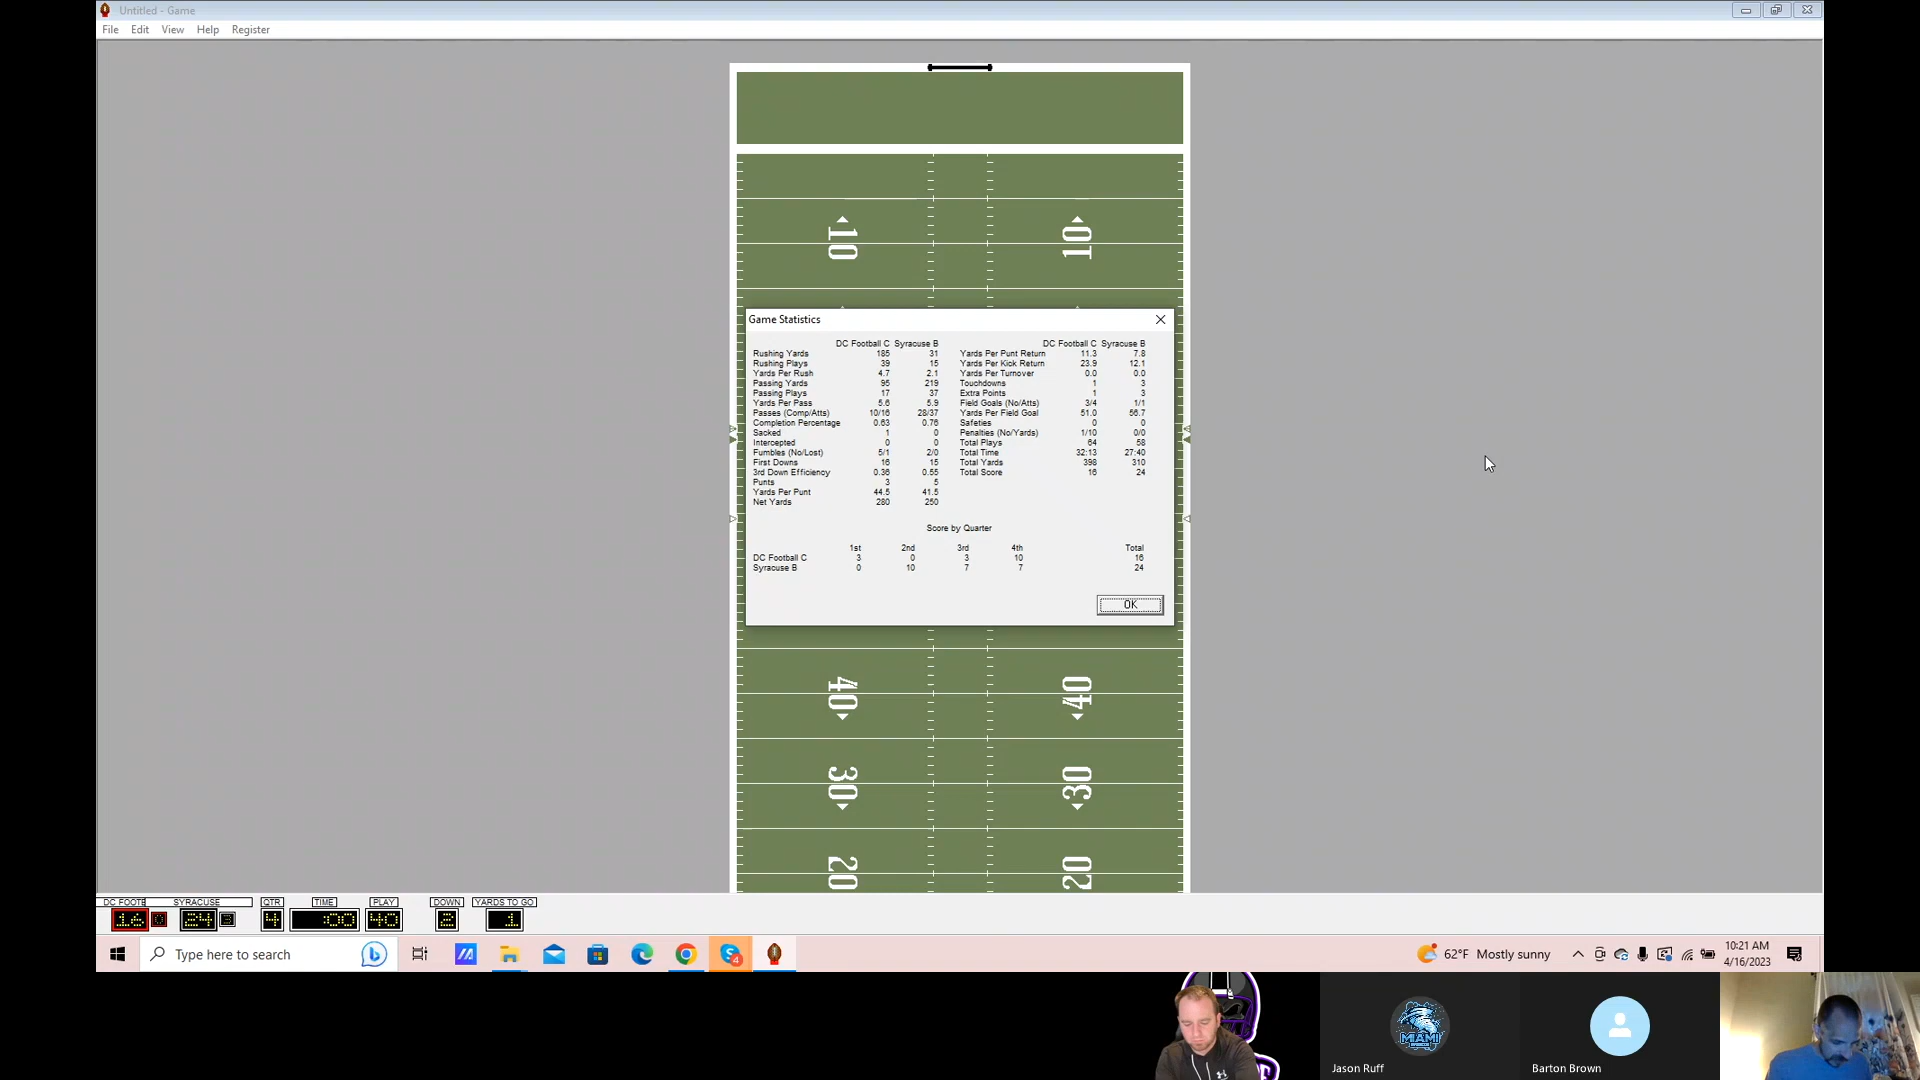 Untitled - Game
File Edit View Help Register
10 10
Game Statistics
DC Football C Syracuse B DC Football C Syracuse B
Rushing Yards 185 31 Yards Per Punt Return 11.3 7.8
Rushing Plays 39 15 Yards Per Kick Return 23.9 12.1
Yards Per Rush 4.7 2.1 Yards Per Turnover 0.0 0.0
Passing Yards 95 219 Touchdowns 1 3
Passing Plays 17 37 Extra Points 1 3
Yards Per Pass 5.6 5.9 Field Goals (No/Atts) 3/4 1/1
Passes (Comp/Atts) 10/16 28/37 Yards Per Field Goal 51.0 56.7
Completion Percentage 0.63 0.76 Safeties 0 0
Sacked 1 0 Penalties (No/Yards) 1/10 0/0
Intercepted 0 0 Total Plays 64 58
Fumbles (No/Lost) 5/1 2/0 Total Time 32:13 27:40
First Downs 16 15 Total Yards 398 310
3rd Down Efficiency 0.36 0.55 Total Score 16 24
Punts 3 5
Yards Per Punt 44.5 41.5
Net Yards 280 250
Score by Quarter
1st 2nd 3rd 4th Total
DC Football C 3 0 3 10 16
Syracuse B 0 10 7 7 24
OK
40 40
30 30
20 20
DC FOOTB SYRACUSE QTR TIME PLAY DOWN YARDS TO GO
16 0 24 3 4 :00 40 2 1
Type here to search
4
62°F Mostly sunny
10:21 AM
4/16/2023
MIAMI
Jason Ruff Barton Brown